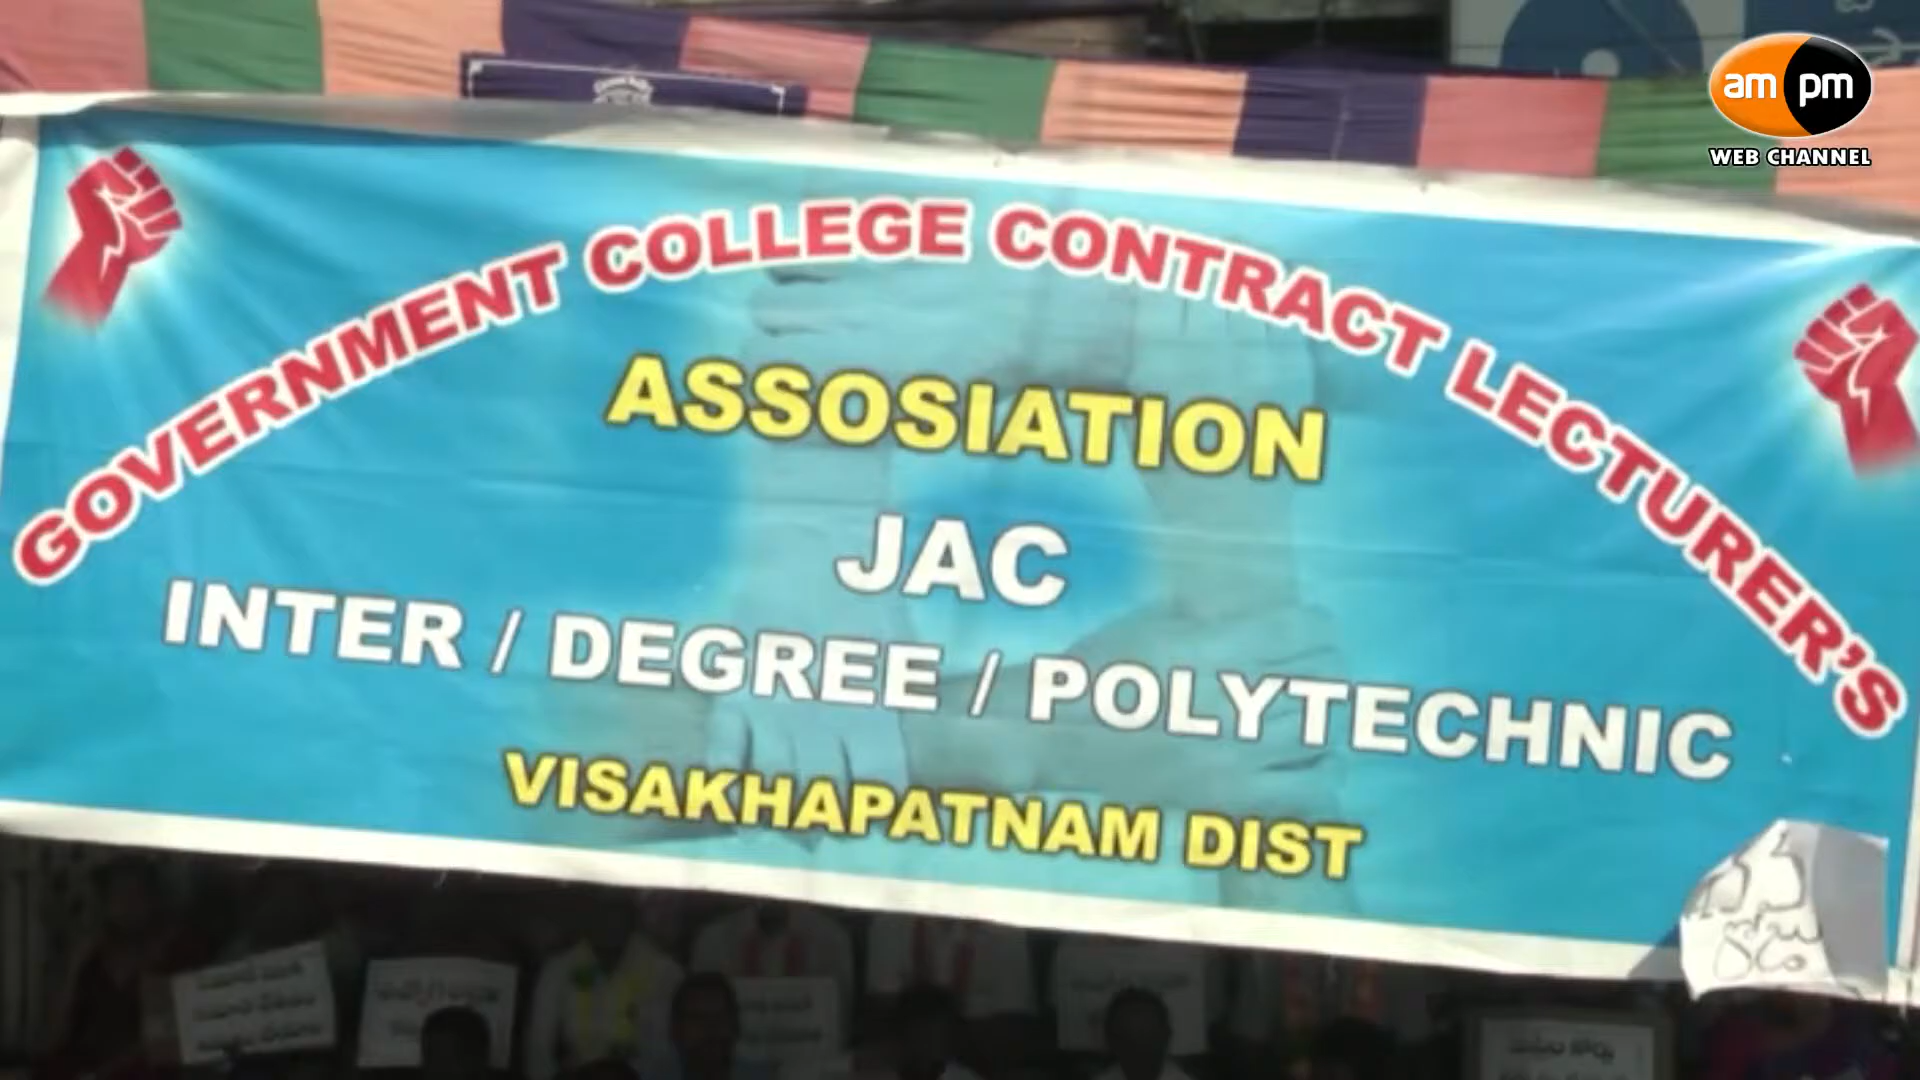 am pm
WEB CHANNEL
GOVERNMENT COLLEGE CONTRACT LECTURER'S
ASSOSIATION
JAC
INTER / DEGREE / POLYTECHNIC
VISAKHAPATNAM DIST